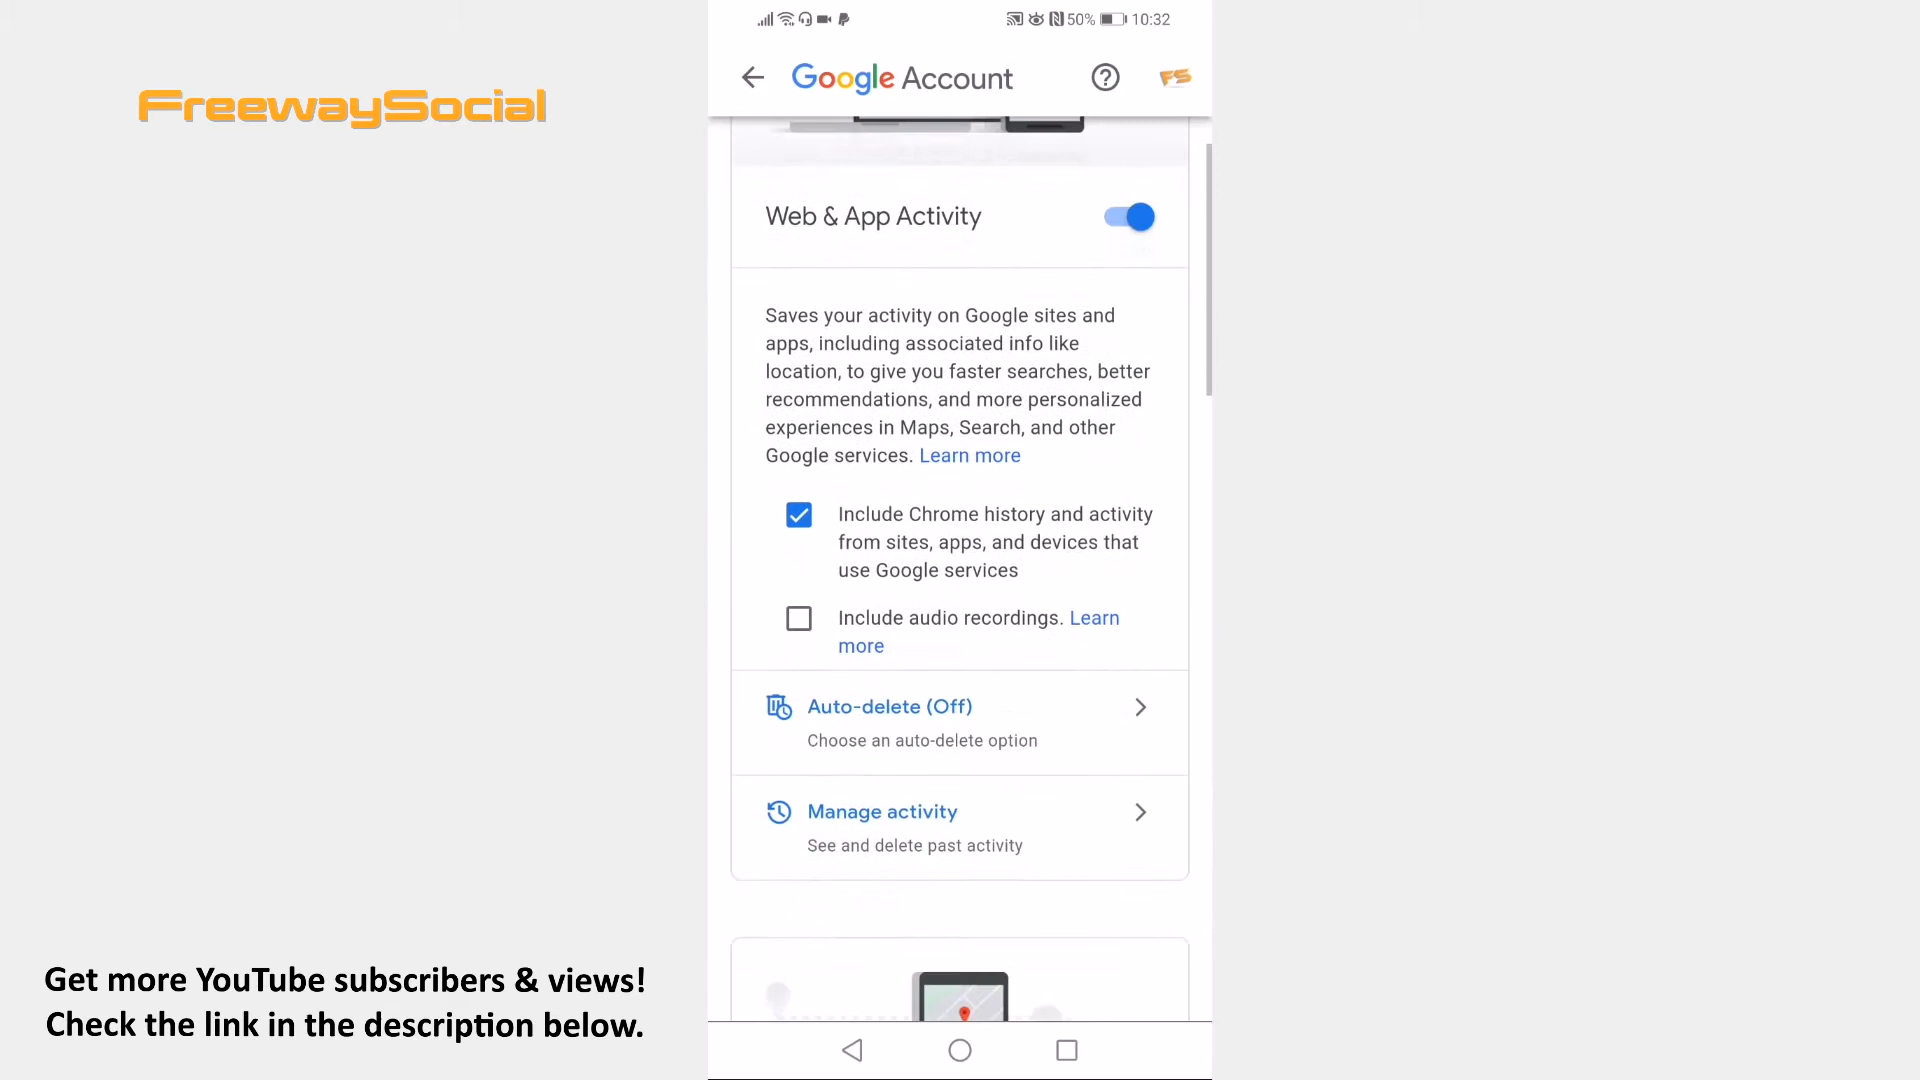 50% 10:32
Google Account
FS
FreewaySocial
Web & App Activity
Saves your activity on Google sites and
apps, including associated info like
location, to give you faster searches, better
recommendations, and more personalized
experiences in Maps, Search, and other
Google services. Learn more
Include Chrome history and activity
from sites, apps, and devices that
use Google services
Include audio recordings. Learn
more
Auto-delete (Off)
Choose an auto-delete option
Manage activity
See and delete past activity
Get more YouTube subscribers & views!
Check the link in the description below.